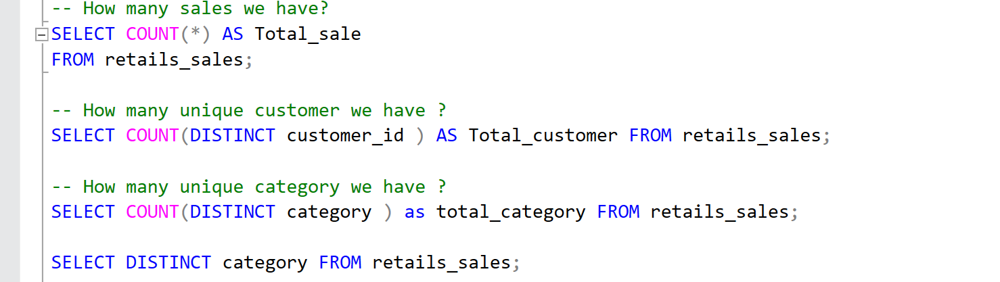 -- How many sales we have?
SELECT COUNT(*) AS Total_sale
FROM retails_sales;
-- How many unique customer we have ?
SELECT COUNT(DISTINCT customer_id ) AS Total_customer FROM retails_sales;
-- How many unique category we have ?
SELECT COUNT(DISTINCT category ) as total_category FROM retails_sales;
SELECT DISTINCT category FROM retails_sales;